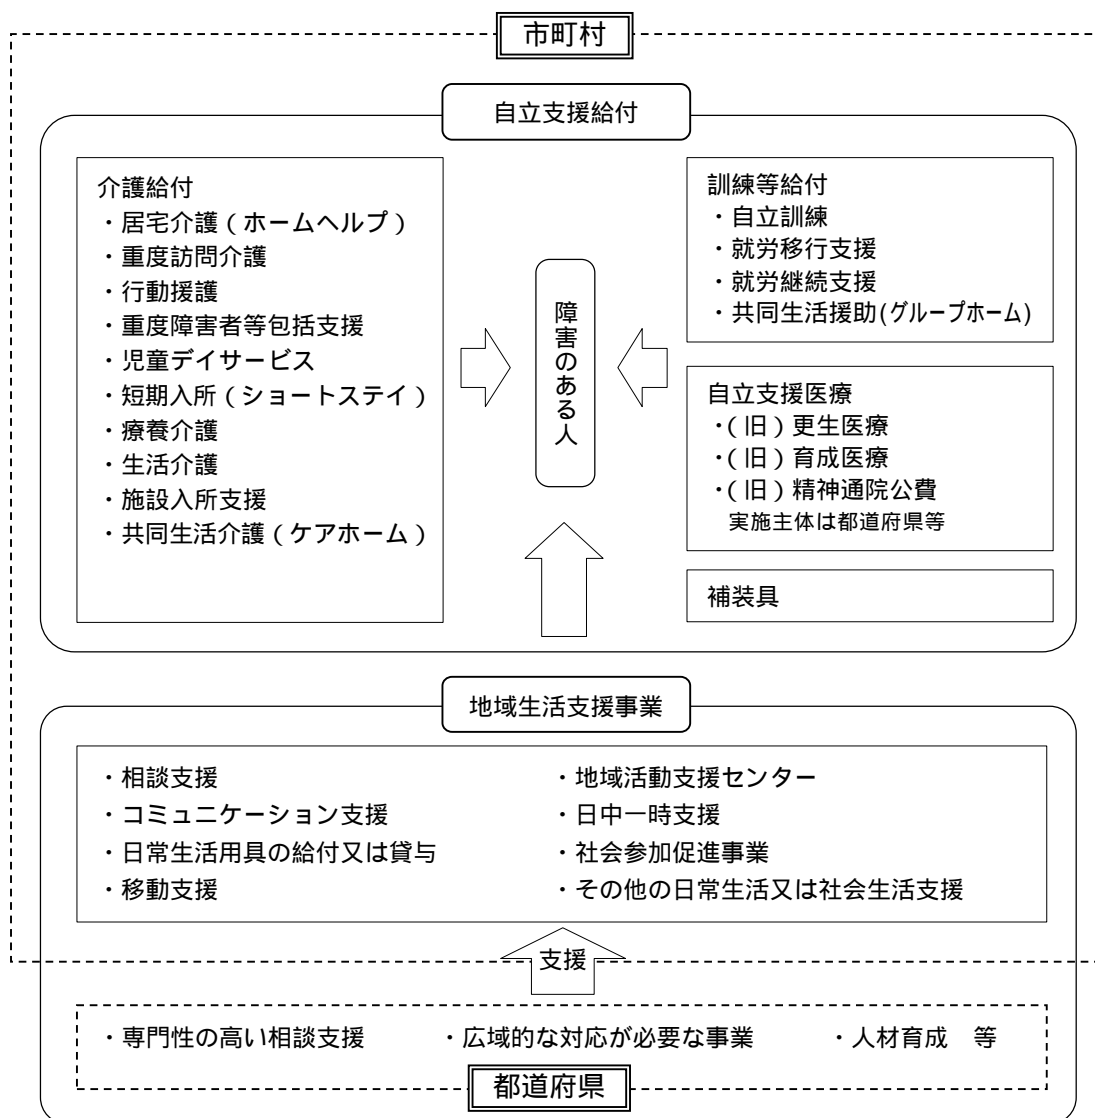 市町村
自立支援給付
介護給付
・居宅介護（ホームヘルプ）
・重度訪問介護
・行動援護
・重度障害者等包括支援
・児童デイサービス
・短期入所（ショートステイ）
・療養介護
・生活介護
・施設入所支援
・共同生活介護（ケアホーム）
障害のある人
訓練等給付
・自立訓練
・就労移行支援
・就労継続支援
・共同生活援助(グループホーム)
自立支援医療
・（旧）更生医療
・（旧）育成医療
・（旧）精神通院公費
実施主体は都道府県等
補装具
地域生活支援事業
・相談支援
・コミュニケーション支援
・日常生活用具の給付又は貸与
・移動支援
・地域活動支援センター
・日中一時支援
・社会参加促進事業
・その他の日常生活又は社会生活支援
支援
・専門性の高い相談支援　・広域的な対応が必要な事業　・人材育成　等
都道府県